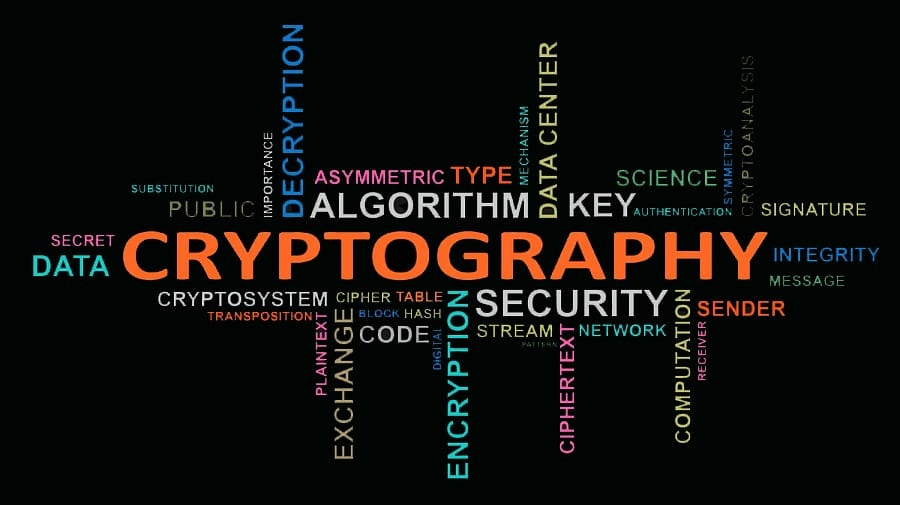 DECRYPTION
DATA CENTER
CRYPTOANALYSIS
MECHANISM
IMPORTANCE
SYMMETRIC
ASYMMETRIC TYPE
SCIENCE
SUBSTITUTION
PUBLIC
ALGORITHM
KEY
AUTHENTICATION
SIGNATURE
SECRET
DATA
CRYPTOGRAPHY
INTEGRITY
MESSAGE
CRYPTOSYSTEM
CIPHER TABLE
SECURITY
SENDER
TRANSPOSITION
BLOCK HASH
CODE
STREAM
NETWORK
PATTERN
PLAINTEXT
EXCHANGE
DIGITAL
ENCRYPTION
CIPHERTEXT
COMPUTATION
RECEIVER